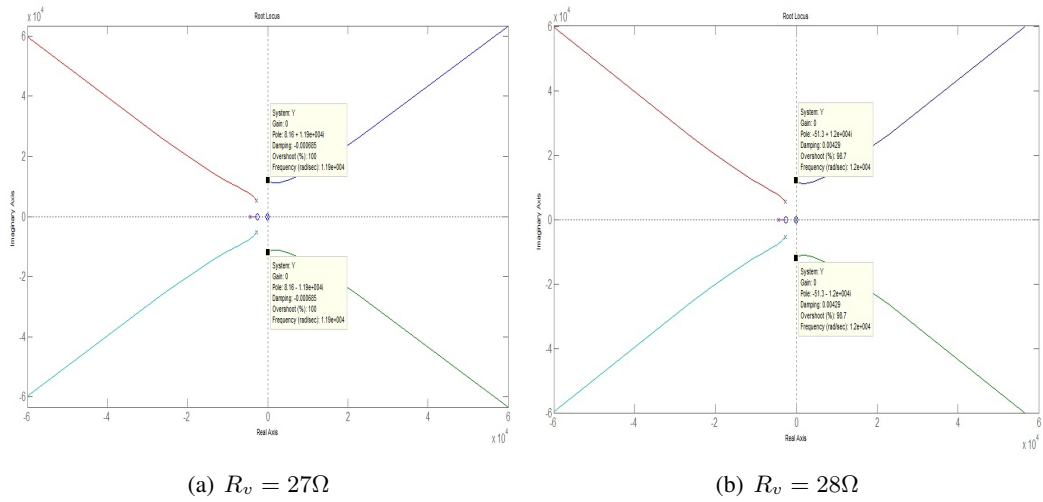 Root Locus
x 10^4
6
4
2
0
-2
-4
-6
Imaginary Axis
System: Y
Gain: 0
Pole: 8.16 + 1.19e+004i
Damping: -0.000685
Overshoot (%): 100
Frequency (rad/sec): 1.19e+004
System: Y
Gain: 0
Pole: 8.16 - 1.19e+004i
Damping: -0.000685
Overshoot (%): 100
Frequency (rad/sec): 1.19e+004
-6
-4
-2
0
2
4
6
x 10^4
Real Axis
(a) R_v = 27Ω
Root Locus
x 10^4
6
4
2
0
-2
-4
-6
Imaginary Axis
System: Y
Gain: 0
Pole: -51.3 + 1.2e+004i
Damping: 0.00429
Overshoot (%): 98.7
Frequency (rad/sec): 1.2e+004
System: Y
Gain: 0
Pole: -51.3 - 1.2e+004i
Damping: 0.00429
Overshoot (%): 98.7
Frequency (rad/sec): 1.2e+004
-6
-4
-2
0
2
4
6
x 10^4
Real Axis
(b) R_v = 28Ω